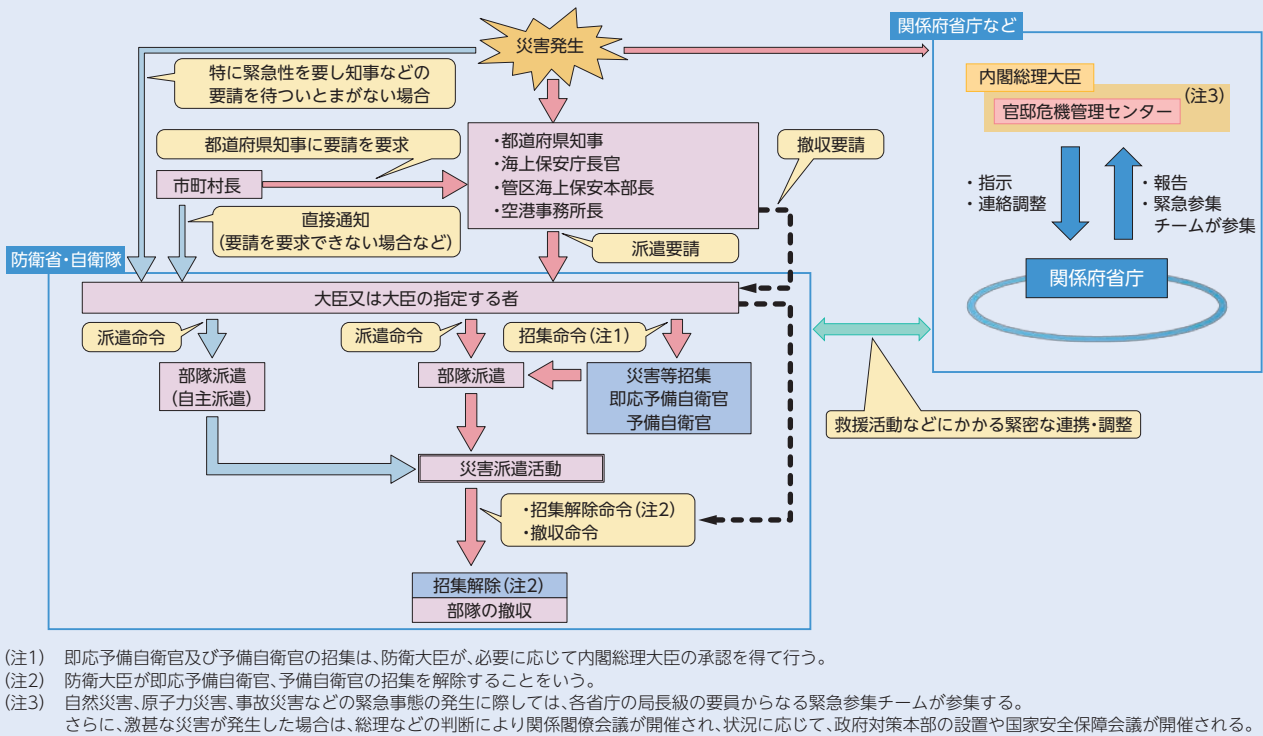 災害発生
関係府省庁など
特に緊急性を要し知事などの
要請を待ついとまがない場合
内閣総理大臣
官邸危機管理センター
(注3)
都道府県知事に要請を要求
・都道府県知事
・海上保安庁長官
・管区海上保安本部長
・空港事務所長
撤収要請
市町村長
・指示
・連絡調整
・報告
・緊急参集
チームが参集
直接通知
(要請を要求できない場合など)
派遣要請
防衛省・自衛隊
関係府省庁
大臣又は大臣の指定する者
派遣命令
派遣命令
招集命令(注1)
部隊派遣
(自主派遣)
部隊派遣
災害等招集
即応予備自衛官
予備自衛官
救援活動などにかかる緊密な連携・調整
災害派遣活動
・招集解除命令(注2)
・撤収命令
招集解除(注2)
部隊の撤収
(注1) 即応予備自衛官及び予備自衛官の招集は、防衛大臣が、必要に応じて内閣総理大臣の承認を得て行う。
(注2) 防衛大臣が即応予備自衛官、予備自衛官の招集を解除することをいう。
(注3) 自然災害、原子力災害、事故災害などの緊急事態の発生に際しては、各省庁の局長級の要員からなる緊急参集チームが参集する。
さらに、激甚な災害が発生した場合は、総理などの判断により関係閣僚会議が開催され、状況に応じて、政府対策本部の設置や国家安全保障会議が開催される。